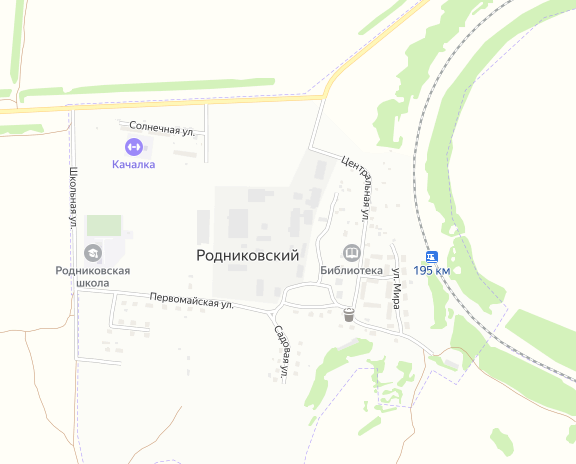 Солнечная ул.
Качалка
Центральная ул.
Школьная ул.
Родниковский
Родниковская
школа
Библиотека
195 км
ул. Мира
Первомайская ул.
Садовая ул.